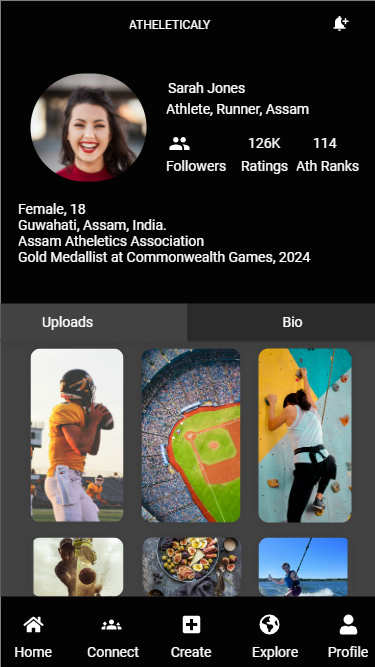 ATHELETICALY
Sarah Jones
Athlete, Runner, Assam
126K 114
Followers Ratings Ath Ranks
Female, 18
Guwahati, Assam, India.
Assam Atheletics Association
Gold Medallist at Commonwealth Games, 2024
Uploads Bio
Home Connect Create Explore Profile